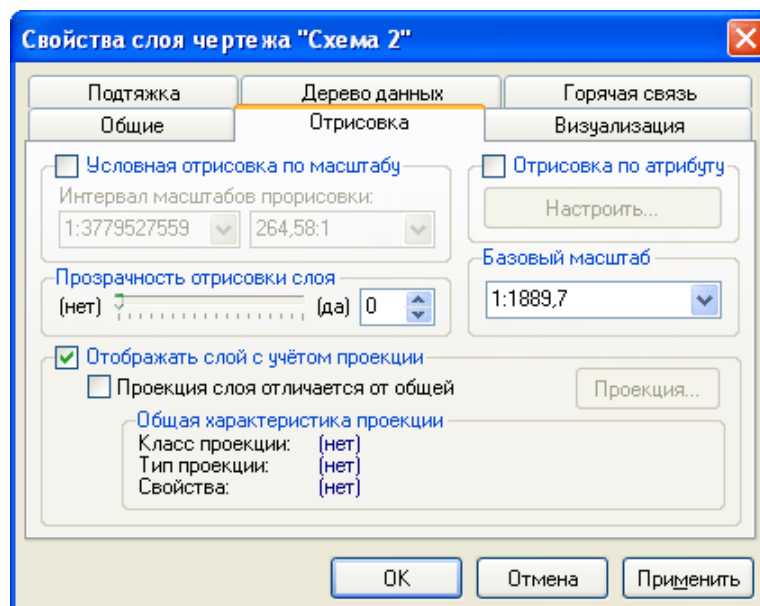 Свойства слоя чертежа "Схема 2"
Подтяжка
Дерево данных
Горячая связь
Общие
Отрисовка
Визуализация
Условная отрисовка по масштабу
Интервал масштабов прорисовки:
1:3779527559
264,58:1
Отрисовка по атрибуту
Настроить...
Прозрачность отрисовки слоя
(нет)
(да)
0
Базовый масштаб
1:1889,7
Отображать слой с учётом проекции
Проекция слоя отличается от общей
Проекция...
Общая характеристика проекции
Класс проекции: (нет)
Тип проекции: (нет)
Свойства: (нет)
ОК
Отмена
Применить